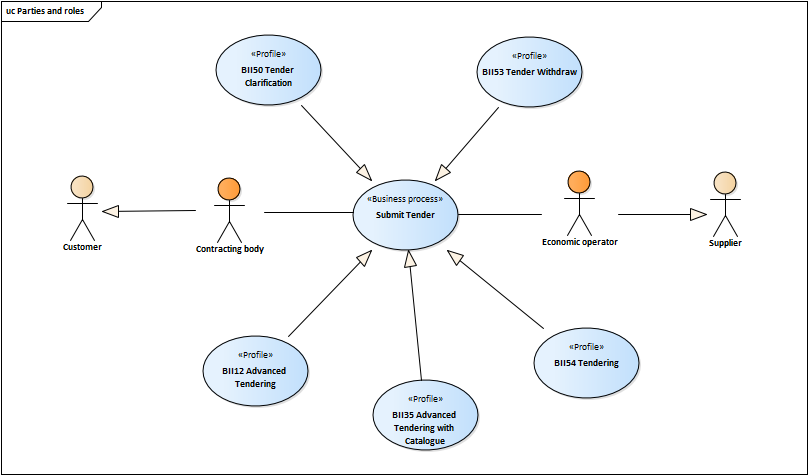 uc Parties and roles
«Profile»
BII50 Tender
Clarification
«Profile»
BII53 Tender Withdraw
Customer
Contracting body
«Business process»
Submit Tender
Economic operator
Supplier
«Profile»
BII12 Advanced
Tendering
«Profile»
BII35 Advanced
Tendering with
Catalogue
«Profile»
BII54 Tendering